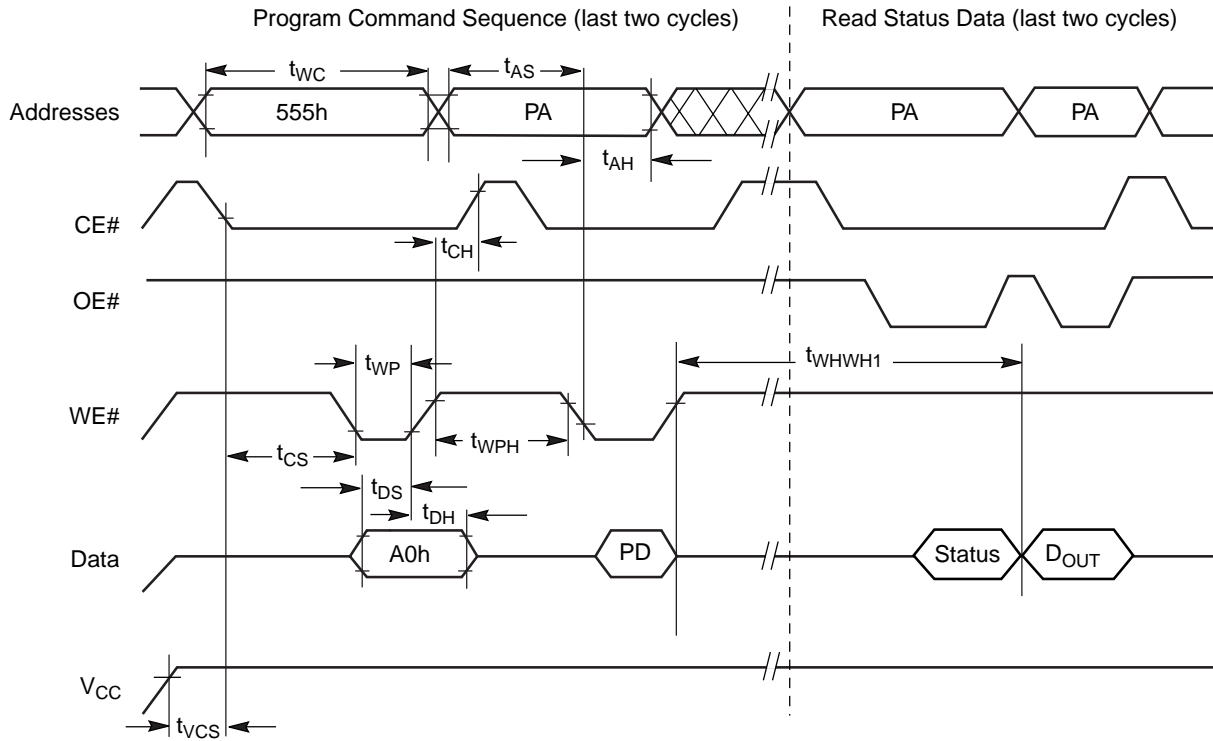 Program Command Sequence (last two cycles)
Read Status Data (last two cycles)
tWC
tAS
Addresses
555h
PA
PA
PA
tAH
CE#
tCH
OE#
tWP
tWHWH1
WE#
tCS
tWPH
tDS
tDH
Data
A0h
PD
Status
DOUT
VCC
tVCS